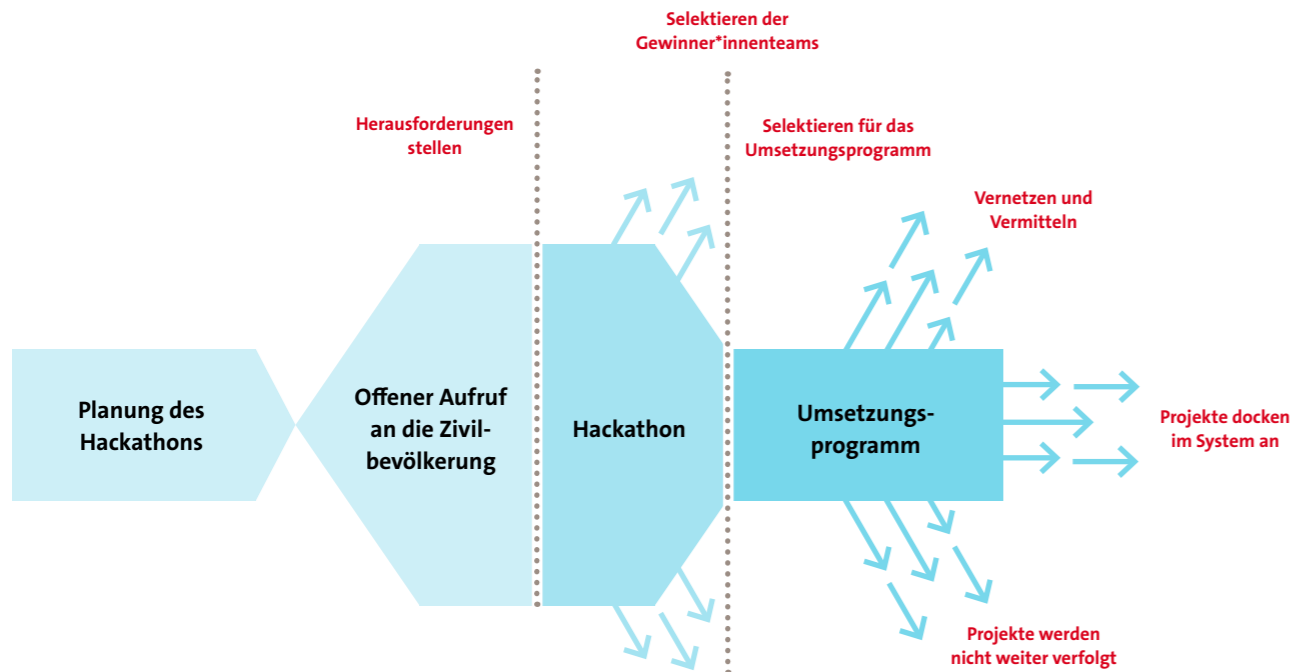 Selektieren der
Gewinner*innenteams
Herausforderungen
stellen
Selektieren für das
Umsetzungsprogramm
Vernetzen und
Vermitteln
Planung des
Hackathons
Offener Aufruf
an die Zivil-
bevölkerung
Hackathon
Umsetzungs-
programm
Projekte docken
im System an
Projekte werden
nicht weiter verfolgt